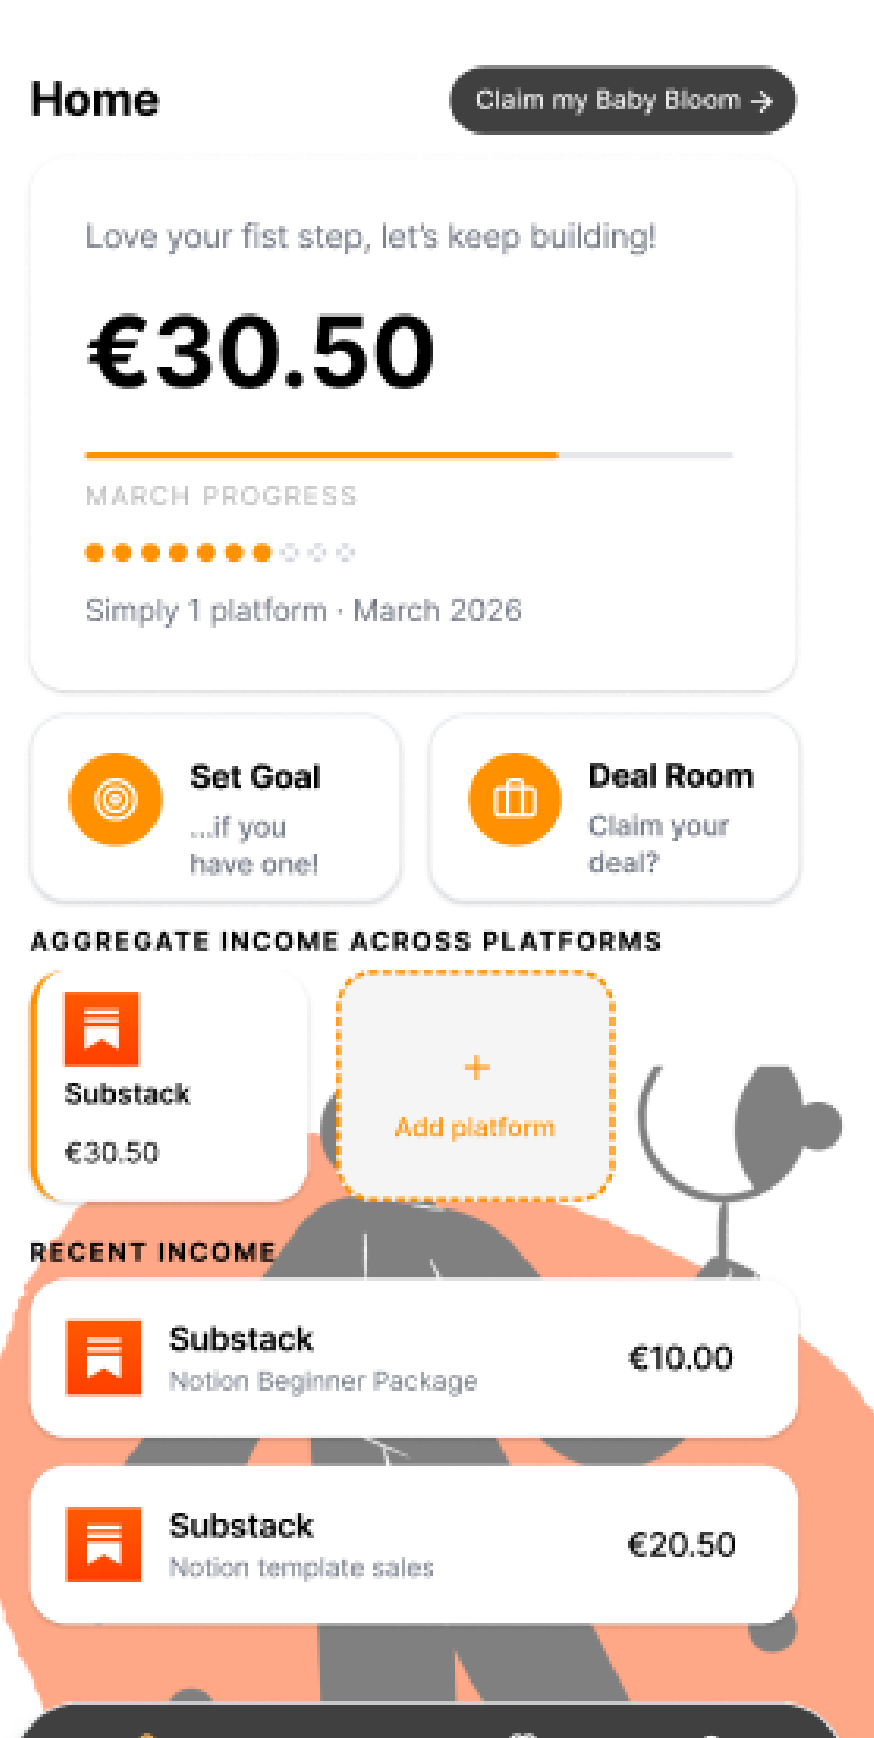 Home
Claim my Baby Bloom →
Love your fist step, let's keep building!
€30.50
MARCH PROGRESS
Simply 1 platform · March 2026
Set Goal
...if you
have one!
Deal Room
Claim your
deal?
AGGREGATE INCOME ACROSS PLATFORMS
Substack
€30.50
+
Add platform
RECENT INCOME
Substack
Notion Beginner Package
€10.00
Substack
Notion template sales
€20.50